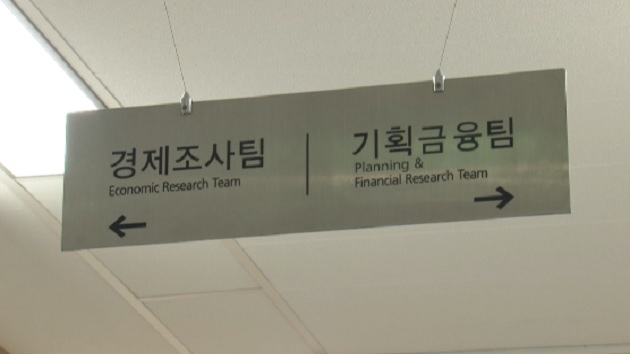 경제조사팀
Economic Research Team
←
기획금융팀
Planning &
Financial Research Team
→